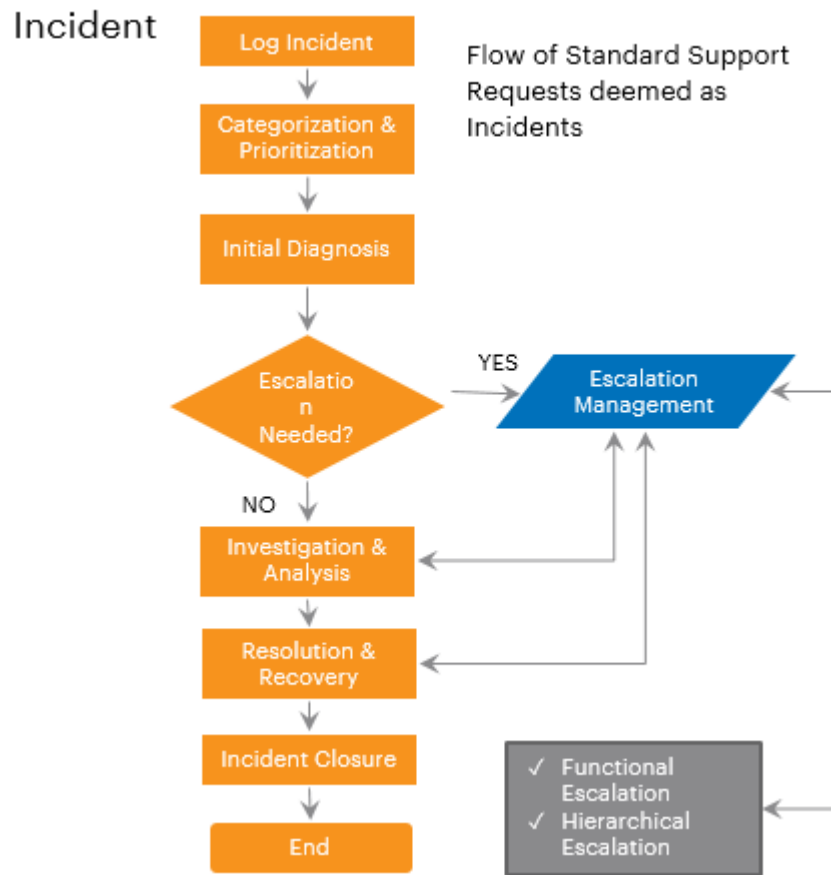 Incident
Log Incident
Flow of Standard Support
Requests deemed as
Incidents
Categorization &
Prioritization
Initial Diagnosis
Escalatio
n
Needed?
YES
Escalation
Management
NO
Investigation &
Analysis
Resolution &
Recovery
Incident Closure
End
✓ Functional
Escalation
✓ Hierarchical
Escalation